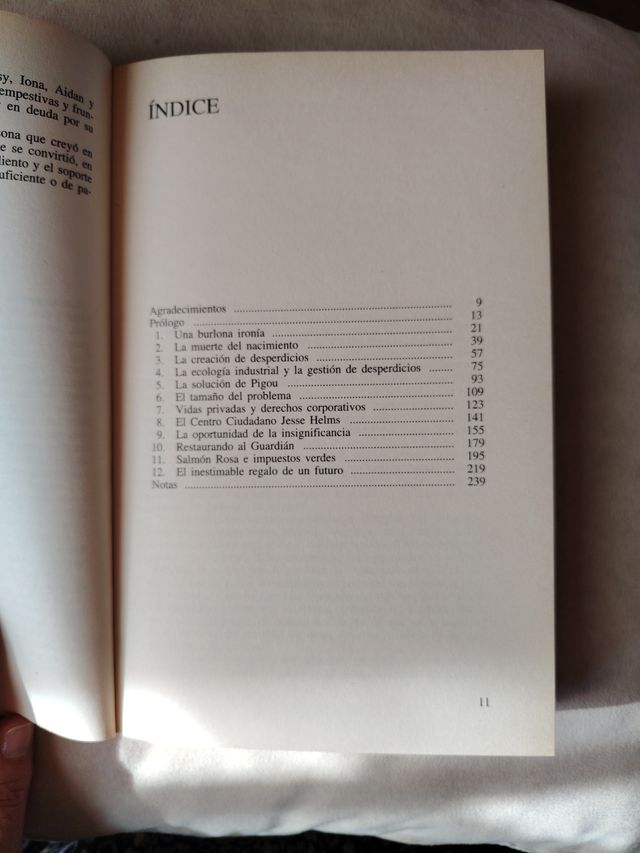 sy, Iona, Aidan y
empestivas y frun-
en deuda por su
sona que creyó en
e se convirtió, en
liento y el soporte
uficiente o de pa-
ÍNDICE
Agradecimientos 9
Prólogo 13
1. Una burlona ironía 21
2. La muerte del nacimiento 39
3. La creación de desperdicios 57
4. La ecología industrial y la gestión de desperdicios 75
5. La solución de Pigou 93
6. El tamaño del problema 109
7. Vidas privadas y derechos corporativos 123
8. El Centro Ciudadano Jesse Helms 141
9. La oportunidad de la insignificancia 155
10. Restaurando al Guardián 179
11. Salmón Rosa e impuestos verdes 195
12. El inestimable regalo de un futuro 219
Notas 239
11